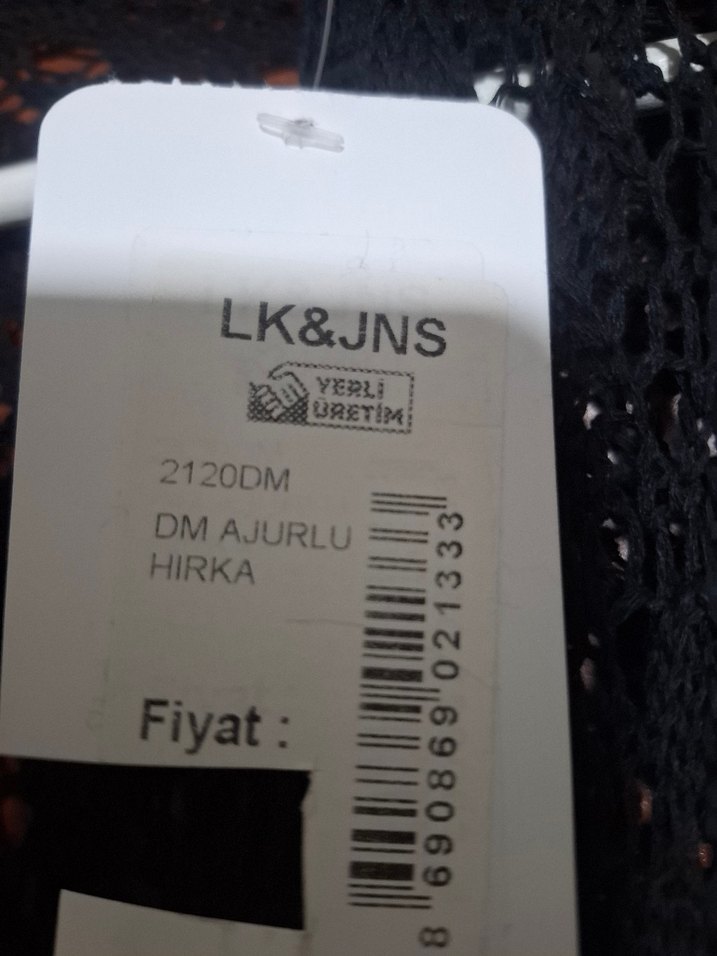 LK&JNS
YERLİ
ÜRETİM
2120DM
DM AJURLU
HIRKA
Fiyat :
8690869021333